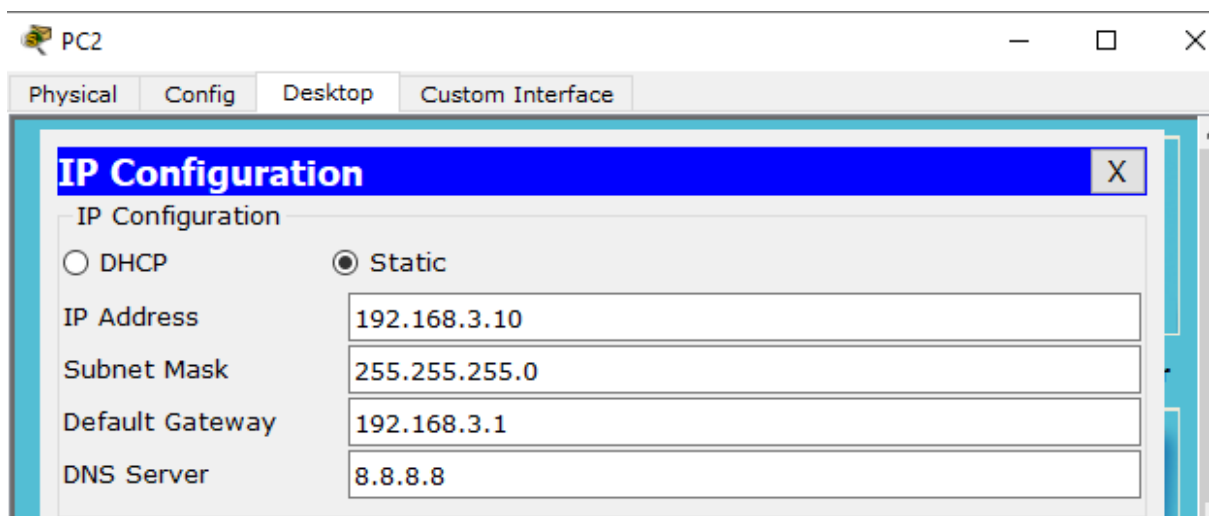 PC2
Physical Config Desktop Custom Interface
IP Configuration X
IP Configuration
DHCP Static
IP Address 192.168.3.10
Subnet Mask 255.255.255.0
Default Gateway 192.168.3.1
DNS Server 8.8.8.8